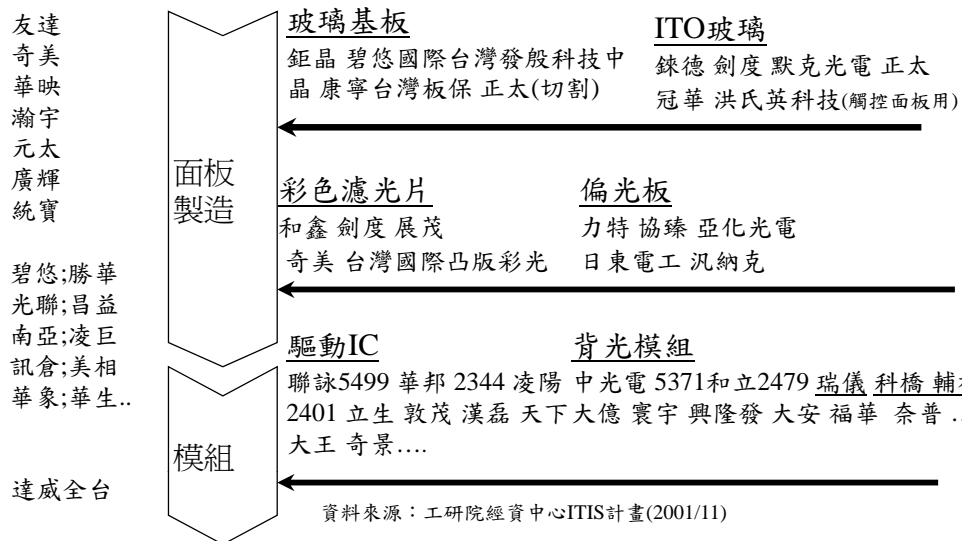 友達
奇美
華映
瀚宇
元太
廣輝
統寶
碧悠;勝華
光聯;昌益
南亞;凌巨
訊倉;美相
華象;華生..
達威全台
面板
製造
模組
玻璃基板
鉅晶 碧悠國際台灣發殷科技中
晶 康寧台灣板保 正太(切割)
ITO玻璃
錸德 劍度 默克光電 正太
冠華 洪氏英科技(觸控面板用)
彩色濾光片
和鑫 劍度 展茂
奇美 台灣國際凸版彩光
偏光板
力特 協臻 亞化光電
日東電工 汎納克
驅動IC
背光模組
聯詠5499 華邦 2344 凌陽 中光電 5371和立2479 瑞儀 科橋 輔
2401 立生 敦茂 漢磊 天下大億 寰宇 興隆發 大安 福華 奈普 ..
大王 奇景….
資料來源：工研院經資中心ITIS計畫(2001/11)